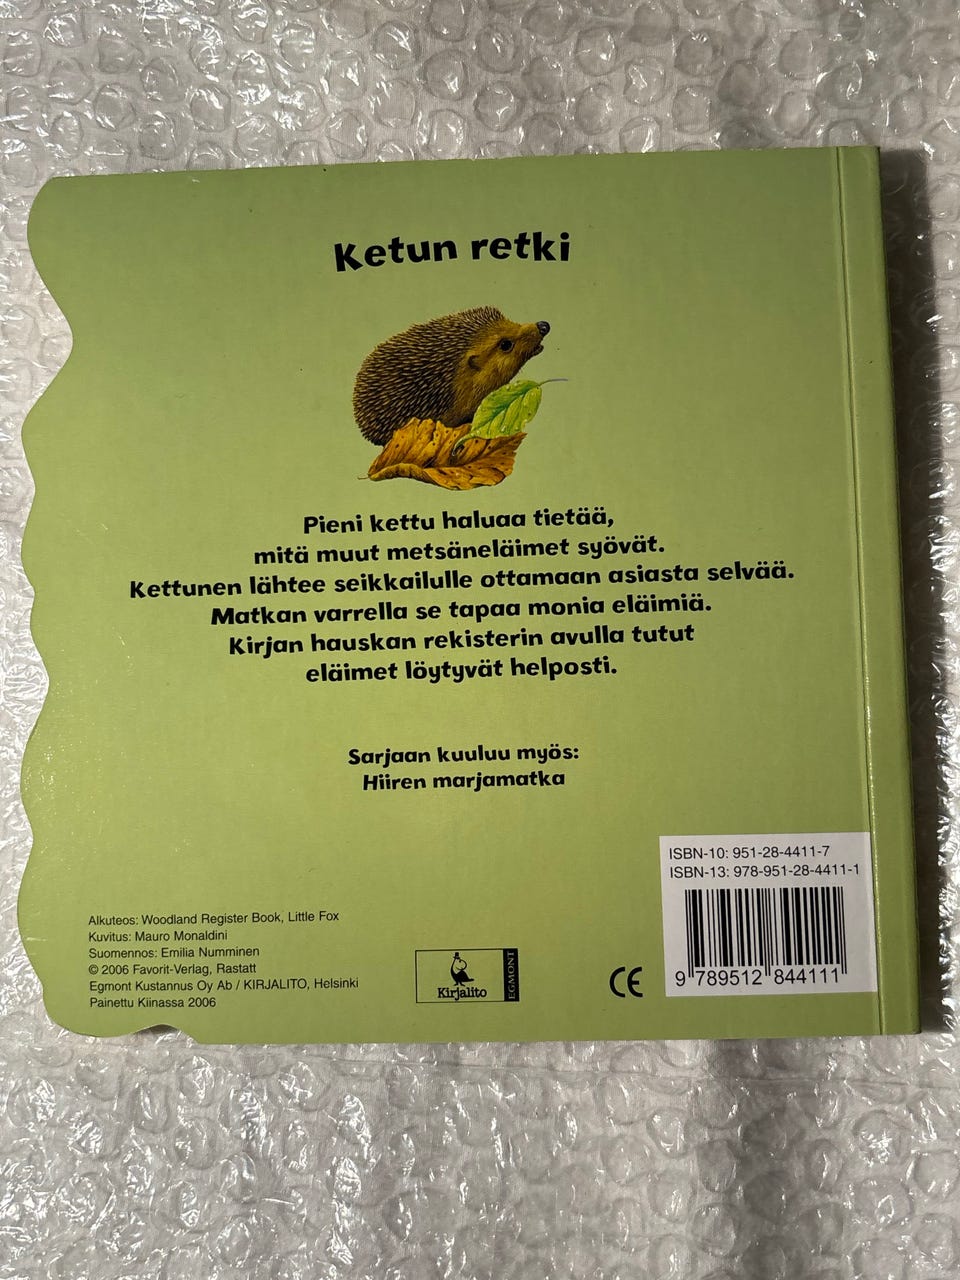 Ketun retki
Pieni kettu haluaa tietää,
mitä muut metsäneläimet syövät.
Kettunen lähtee seikkailulle ottamaan asiasta selvää.
Matkan varrella se tapaa monia eläimiä.
Kirjan hauskan rekisterin avulla tutut
eläimet löytyvät helposti.
Sarjaan kuuluu myös:
Hiiren marjamatka
ISBN-10: 951-28-4411-7
ISBN-13: 978-951-28-4411-1
9 789512 844111
Alkuteos: Woodland Register Book, Little Fox
Kuvitus: Mauro Monaldini
Suomennos: Emilia Numminen
© 2006 Favorit-Verlag, Rastatt
Egmont Kustannus Oy Ab / KIRJALITO, Helsinki
Painettu Kiinassa 2006
Kirjalito
EGMONT
CE